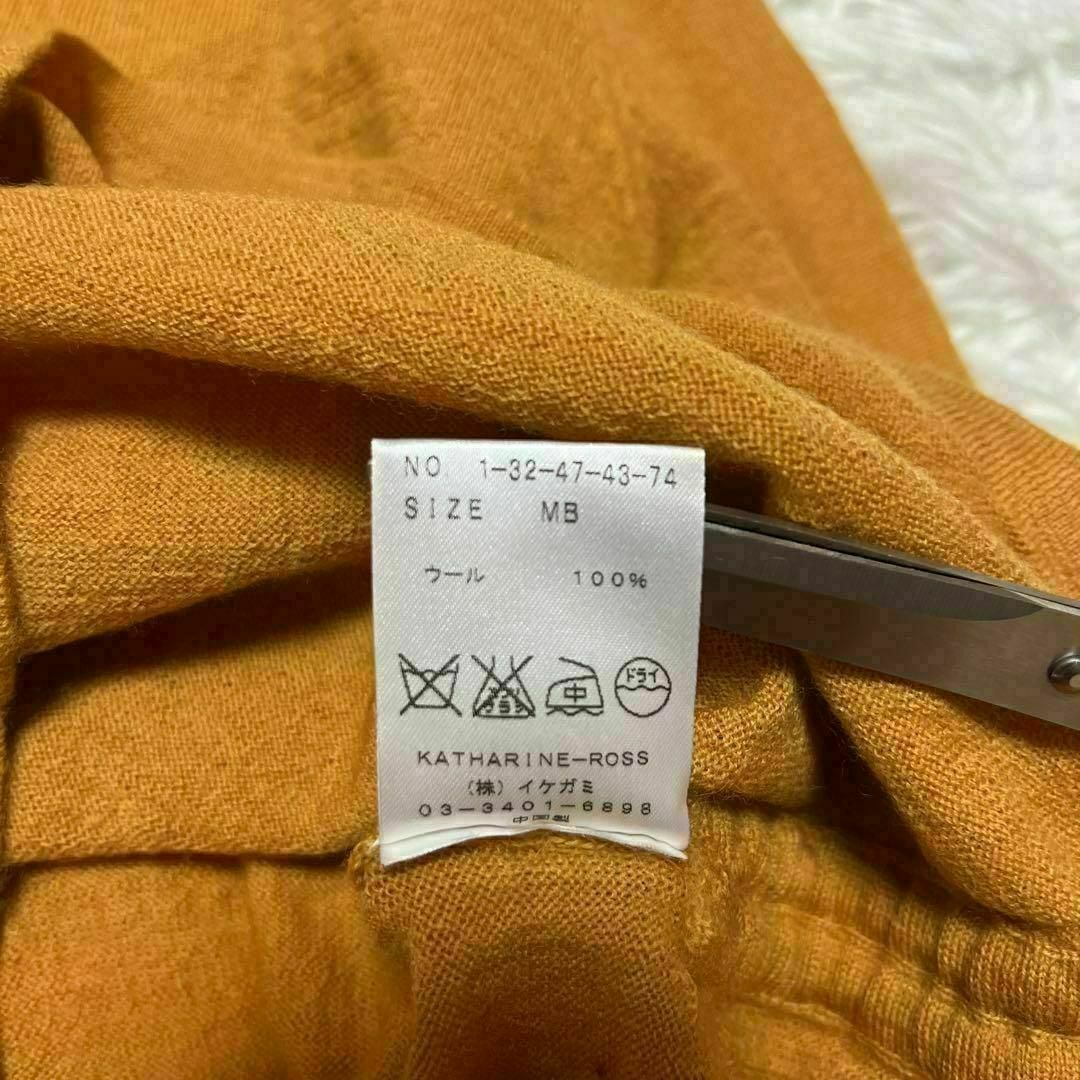 NO. 1-32-47-43-74
SIZE MB
ウール 100%
中 ドライ
KATHARINE-ROSS
(株)イケガミ
03-3401-6898
中国製